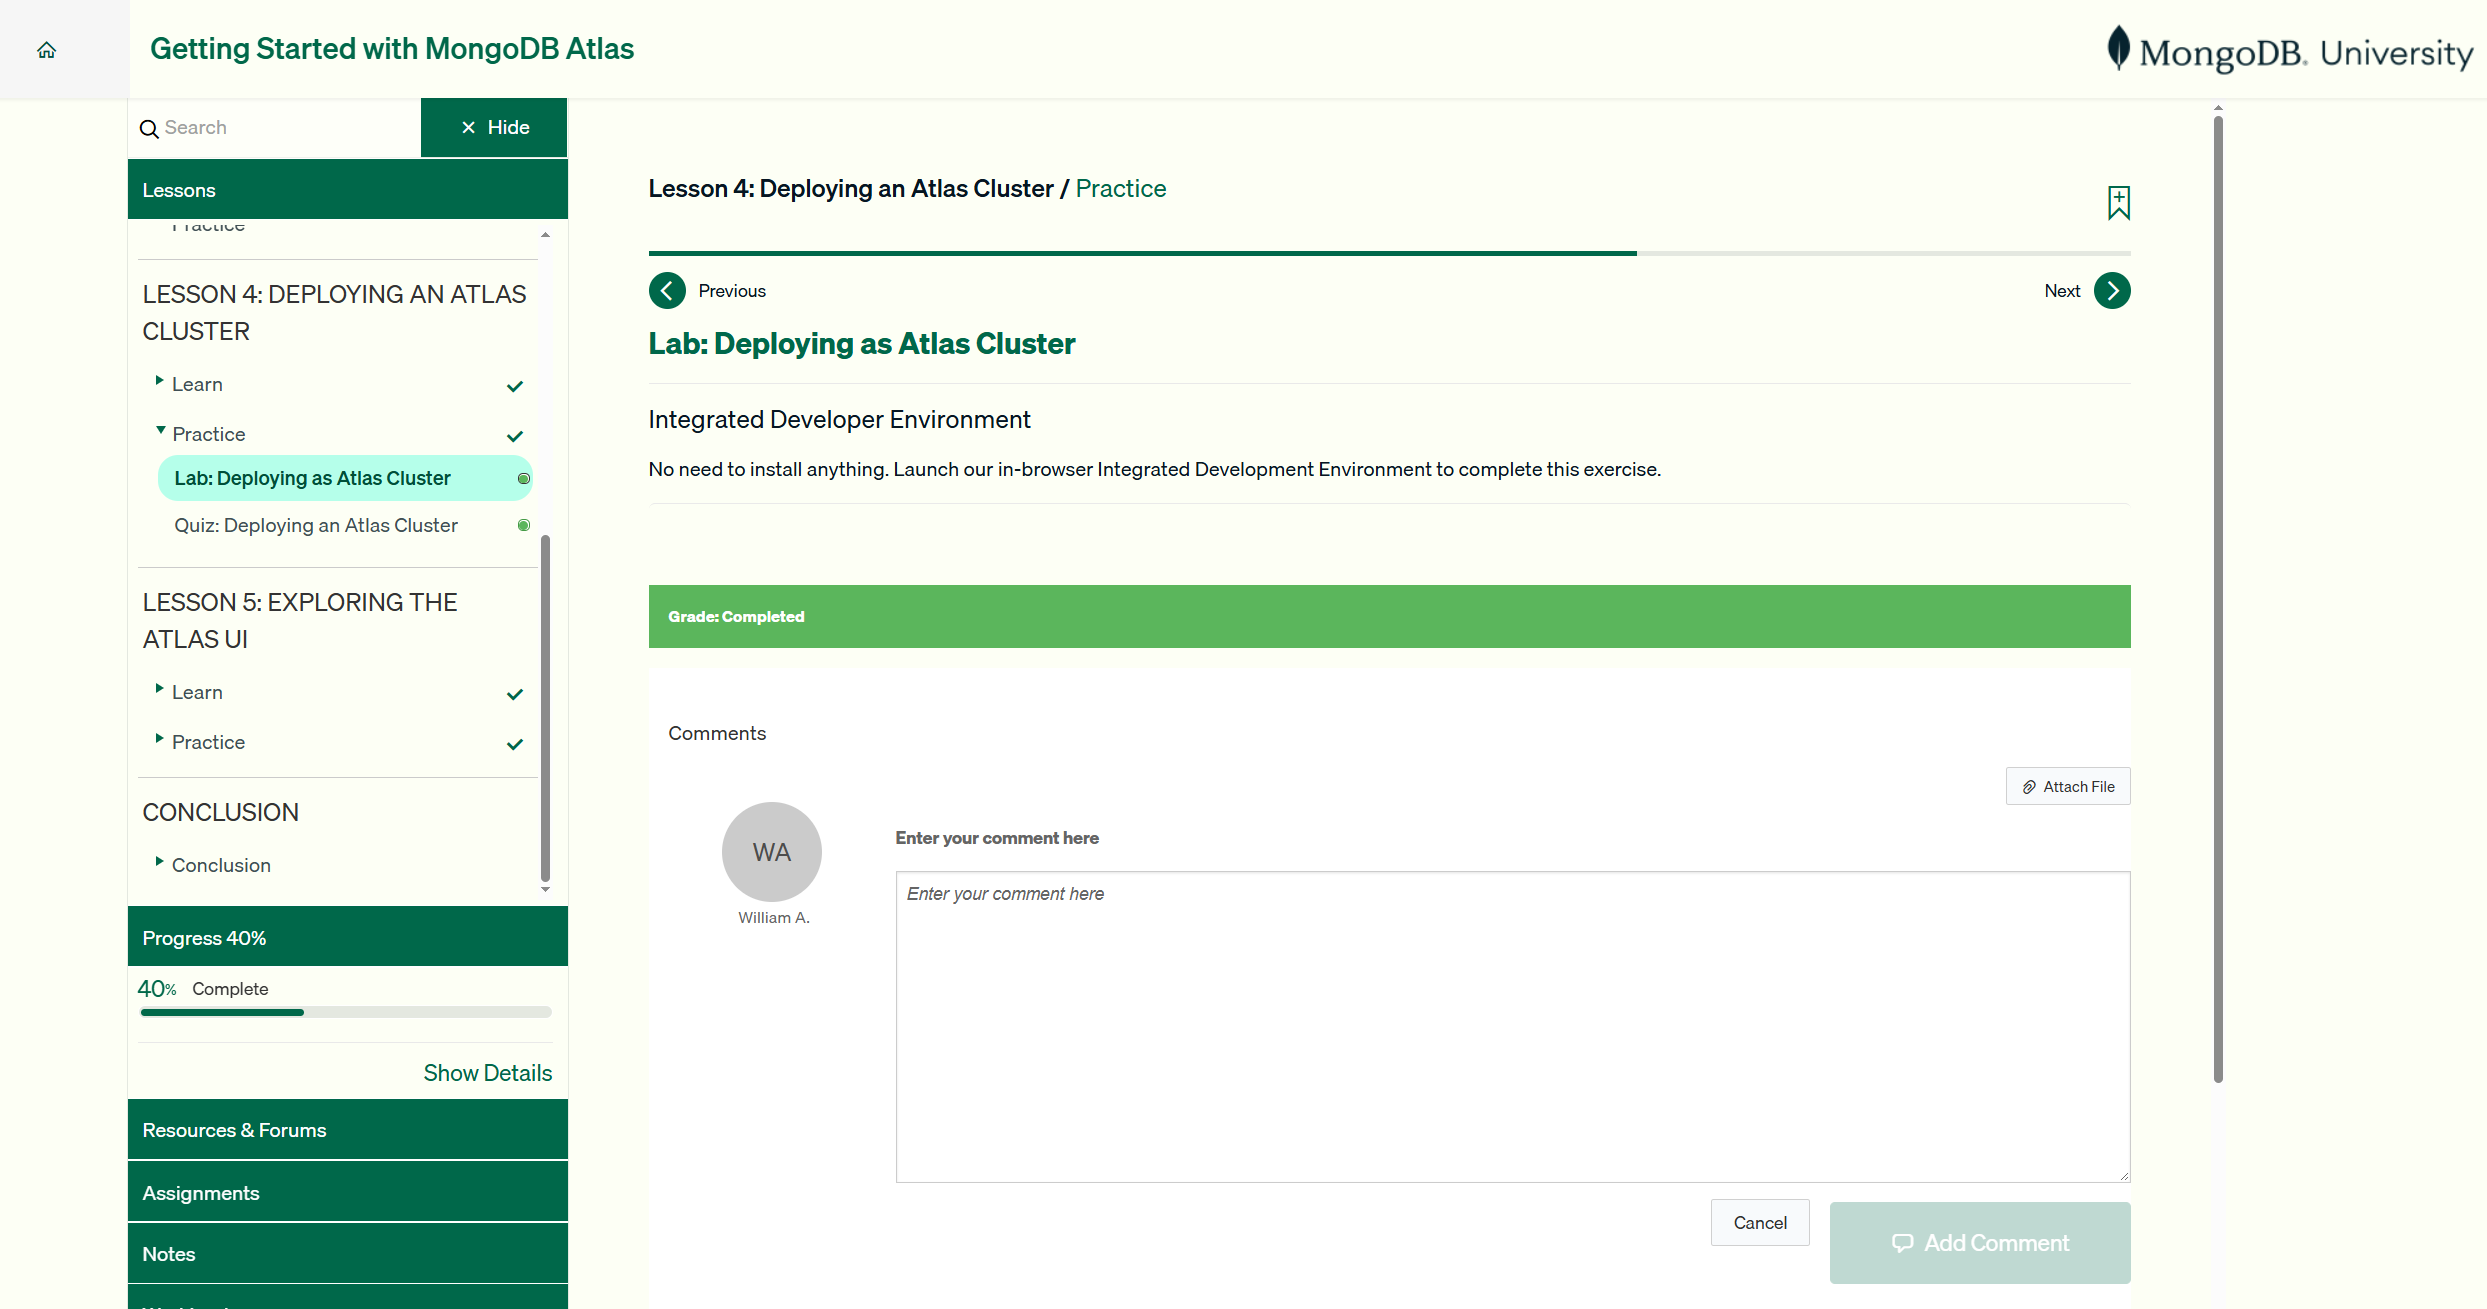 Getting Started with MongoDB Atlas
MongoDB. University
Search
Hide
Lessons
Practice
LESSON 4: DEPLOYING AN ATLAS
CLUSTER
Learn
Practice
Lab: Deploying as Atlas Cluster
Quiz: Deploying an Atlas Cluster
LESSON 5: EXPLORING THE
ATLAS UI
Learn
Practice
CONCLUSION
Conclusion
Progress 40%
40% Complete
Show Details
Resources & Forums
Assignments
Notes
Lesson 4: Deploying an Atlas Cluster / Practice
Previous
Next
Lab: Deploying as Atlas Cluster
Integrated Developer Environment
No need to install anything. Launch our in-browser Integrated Development Environment to complete this exercise.
Grade: Completed
Comments
Attach File
WA
William A.
Enter your comment here
Enter your comment here
Cancel
Add Comment